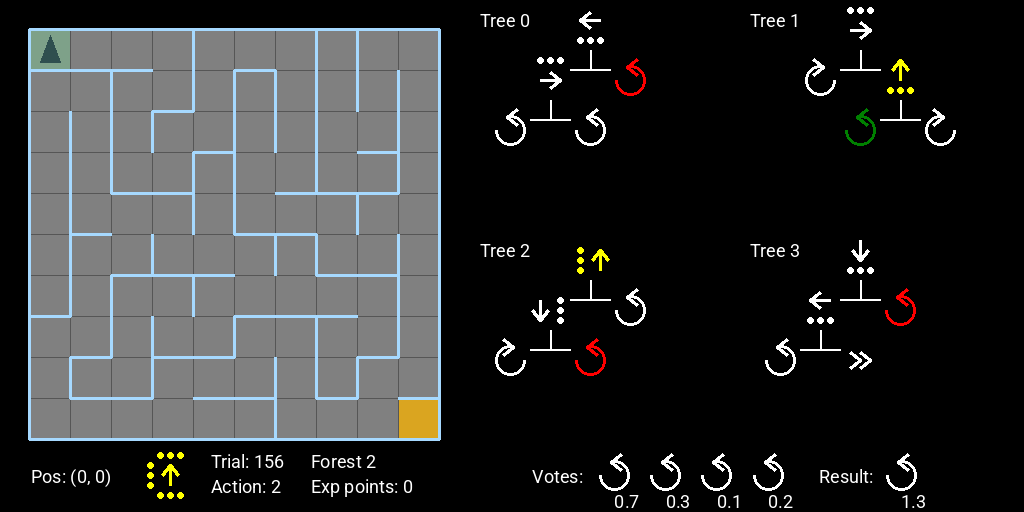 Tree 0
Tree 1
Tree 2
Tree 3
Pos: (0, 0)
Trial: 156
Forest 2
Action: 2
Exp points: 0
Votes:
0.7
0.3
0.1
0.2
Result:
1.3